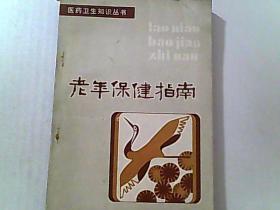 医药卫生知识丛书
lao nian
bao jian
zhi nan
老年保健指南